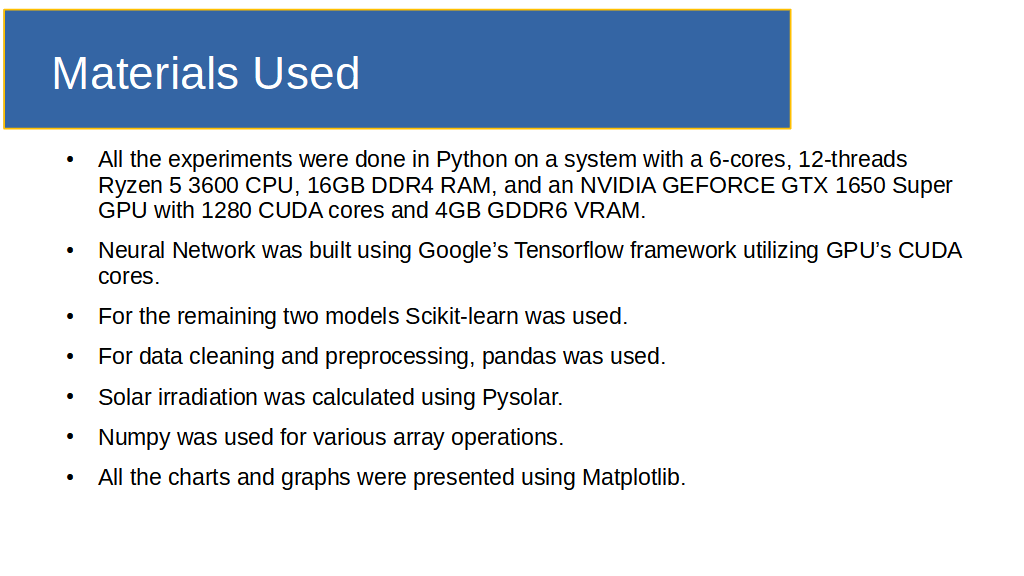 Materials Used
• All the experiments were done in Python on a system with a 6-cores, 12-threads
Ryzen 5 3600 CPU, 16GB DDR4 RAM, and an NVIDIA GEFORCE GTX 1650 Super
GPU with 1280 CUDA cores and 4GB GDDR6 VRAM.
• Neural Network was built using Google’s Tensorflow framework utilizing GPU’s CUDA
cores.
• For the remaining two models Scikit-learn was used.
• For data cleaning and preprocessing, pandas was used.
• Solar irradiation was calculated using Pysolar.
• Numpy was used for various array operations.
• All the charts and graphs were presented using Matplotlib.